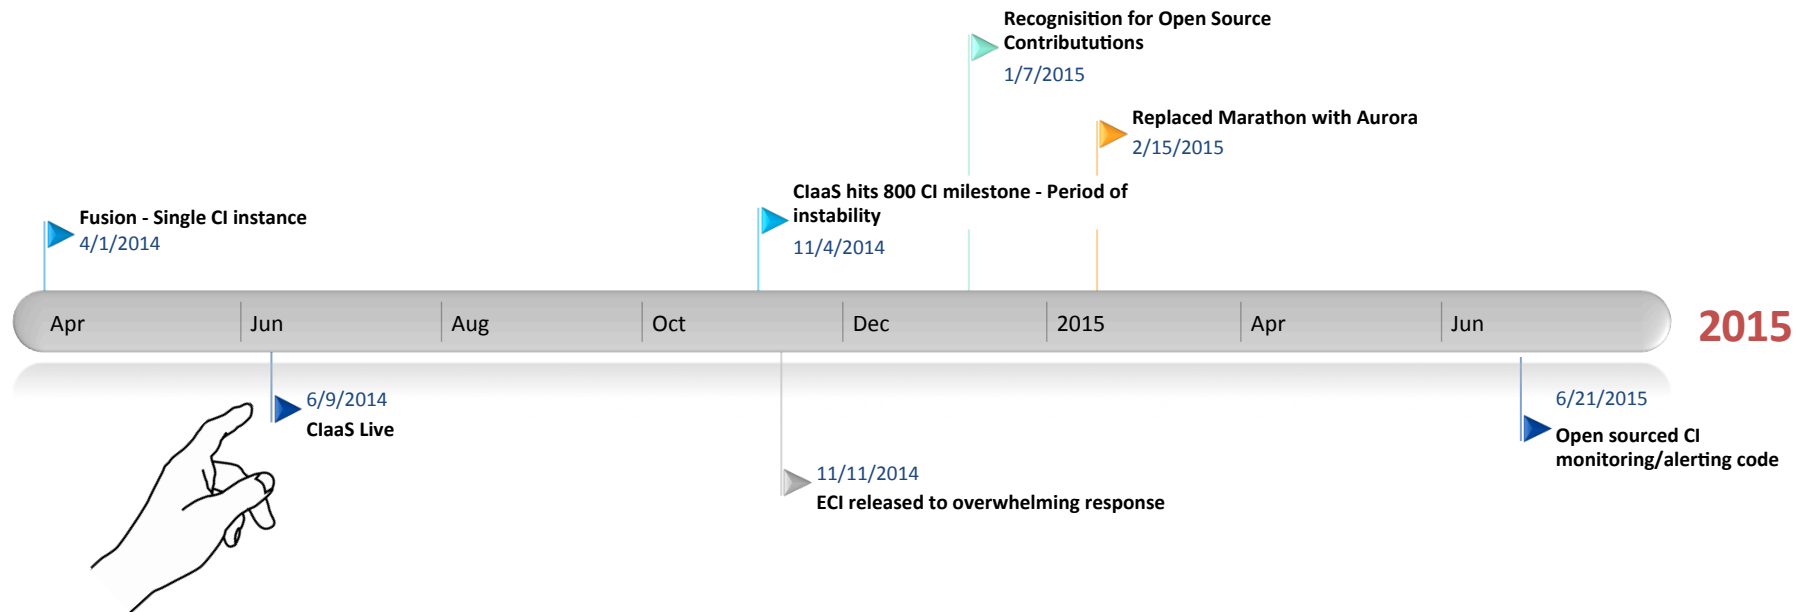 Recognisition for Open Source
Contribututions
1/7/2015
Replaced Marathon with Aurora
2/15/2015
CIaaS hits 800 CI milestone - Period of
instability
11/4/2014
Fusion - Single CI instance
4/1/2014
Apr
Jun
Aug
Oct
Dec
2015
Apr
Jun
2015
6/9/2014
CIaaS Live
11/11/2014
ECI released to overwhelming response
6/21/2015
Open sourced CI
monitoring/alerting code